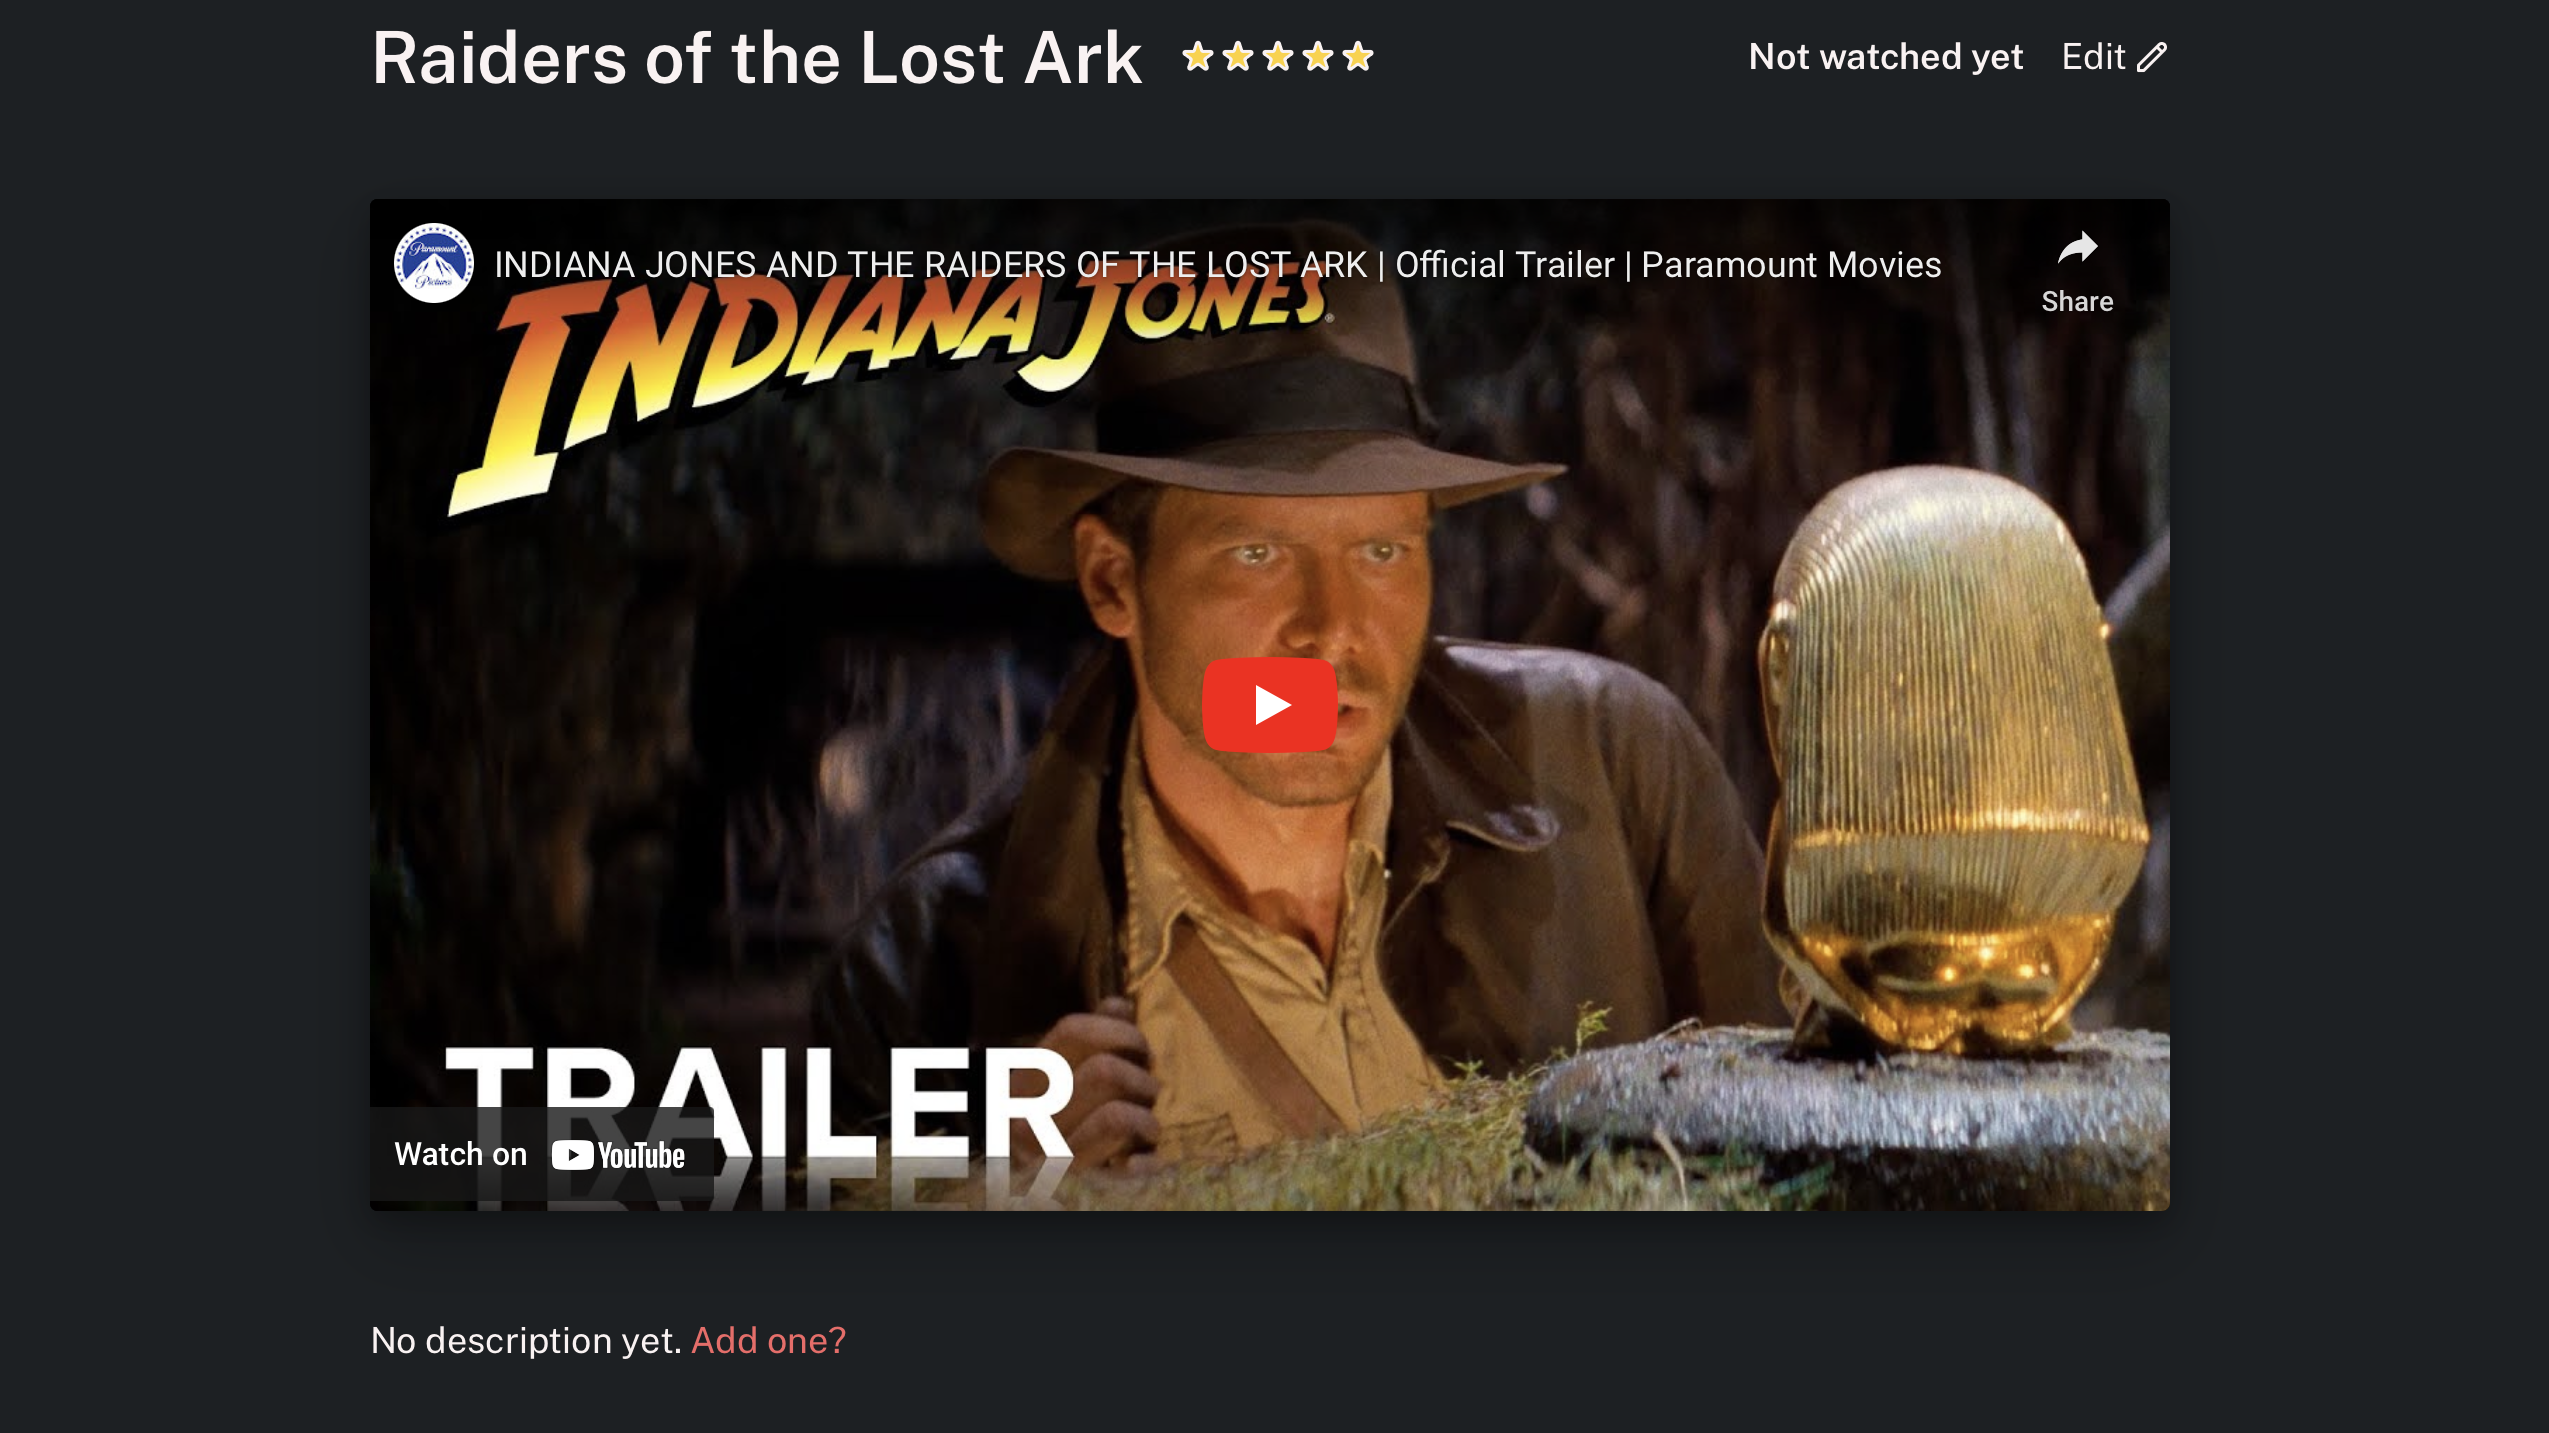 Raiders of the Lost Ark
Not watched yet
Edit
Paramount
Pictures
INDIANA JONES AND THE RAIDERS OF THE LOST ARK | Official Trailer | Paramount Movies
Share
INDIANA JONES®
TRAILER
Watch on YouTube
No description yet. Add one?